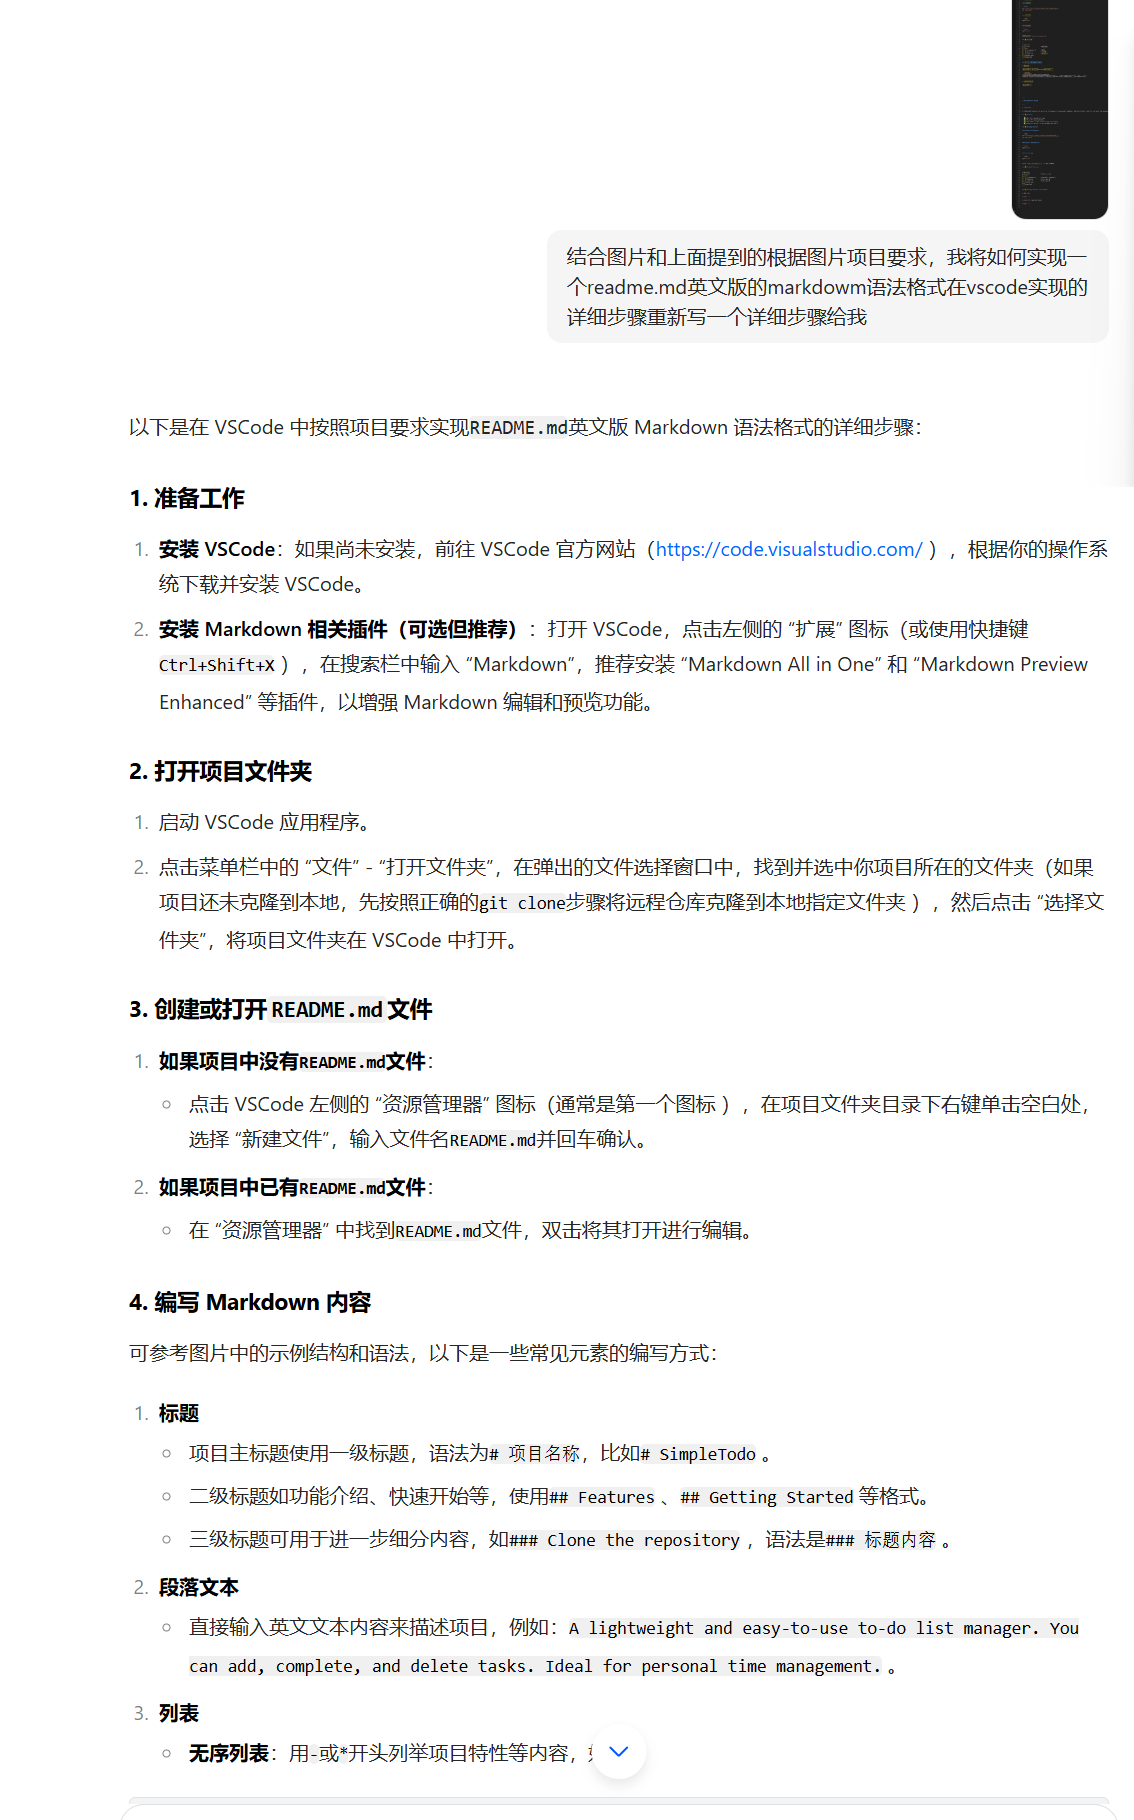 结合图片和上面提到的根据图片项目要求，我将如何实现一
个readme.md英文版的markdowm语法格式在vscode实现的
详细步骤重新写一个详细步骤给我
以下是在 VSCode 中按照项目要求实现README.md英文版 Markdown 语法格式的详细步骤：
1. 准备工作
1. 安装 VSCode：如果尚未安装，前往 VSCode 官方网站（https://code.visualstudio.com/ ），根据你的操作系
统下载并安装 VSCode。
2. 安装 Markdown 相关插件（可选但推荐）：打开 VSCode，点击左侧的 “扩展” 图标（或使用快捷键
Ctrl+Shift+X ），在搜索栏中输入 “Markdown”，推荐安装 “Markdown All in One” 和 “Markdown Preview
Enhanced” 等插件，以增强 Markdown 编辑和预览功能。
2. 打开项目文件夹
1. 启动 VSCode 应用程序。
2. 点击菜单栏中的 “文件” - “打开文件夹”，在弹出的文件选择窗口中，找到并选中你项目所在的文件夹（如果
项目还未克隆到本地，先按照正确的git clone步骤将远程仓库克隆到本地指定文件夹 ），然后点击 “选择文
件夹”，将项目文件夹在 VSCode 中打开。
3. 创建或打开README.md文件
1. 如果项目中没有README.md文件：
◦ 点击 VSCode 左侧的 “资源管理器” 图标（通常是第一个图标 ），在项目文件夹目录下右键单击空白处，
选择 “新建文件”，输入文件名README.md并回车确认。
2. 如果项目中已有README.md文件：
◦ 在 “资源管理器” 中找到README.md文件，双击将其打开进行编辑。
4. 编写 Markdown 内容
可参考图片中的示例结构和语法，以下是一些常见元素的编写方式：
1. 标题
◦ 项目主标题使用一级标题，语法为# 项目名称，比如# SimpleTodo 。
◦ 二级标题如功能介绍、快速开始等，使用## Features 、## Getting Started 等格式。
◦ 三级标题可用于进一步细分内容，如### Clone the repository ，语法是### 标题内容 。
2. 段落文本
◦ 直接输入英文文本内容来描述项目，例如：A lightweight and easy-to-use to-do list manager. You
can add, complete, and delete tasks. Ideal for personal time management. 。
3. 列表
◦ 无序列表：用-或*开头列举项目特性等内容，